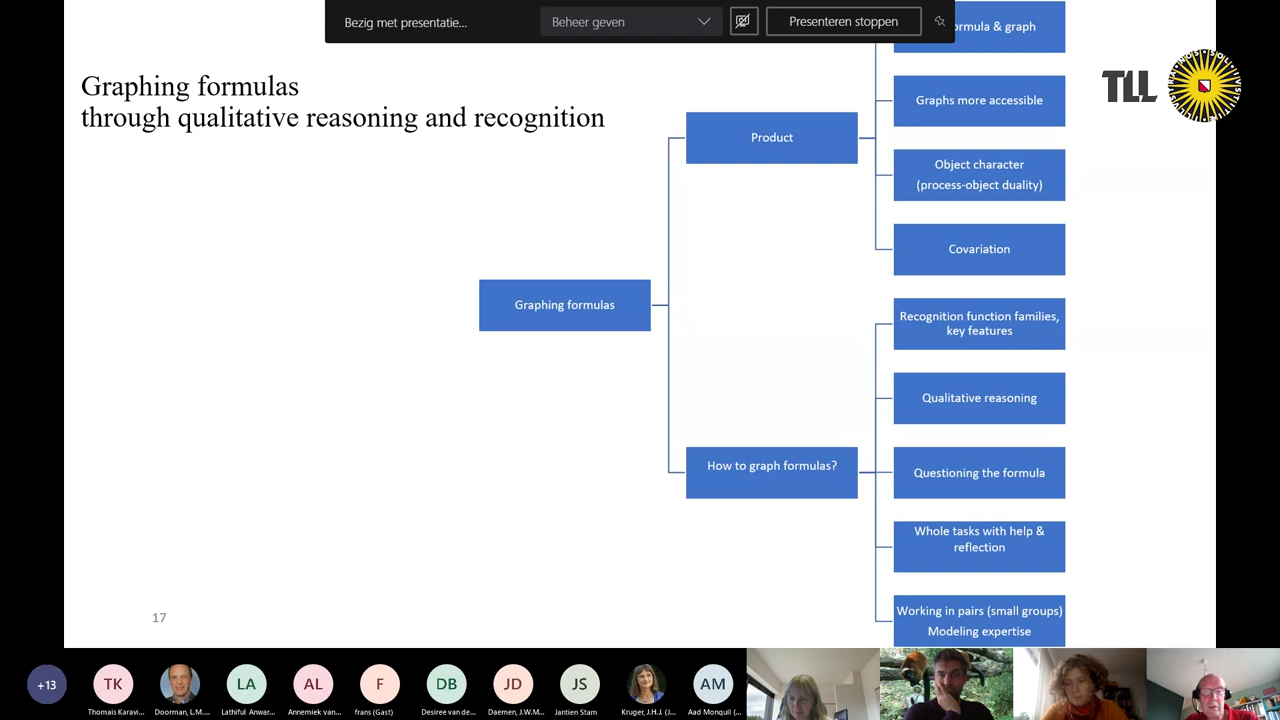 Bezig met presentatie...
Beheer geven
Presenteren stoppen
ormula & graph
Graphing formulas
through qualitative reasoning and recognition
TLL
Graphs more accessible
Product
Object character
(process-object duality)
Covariation
Graphing formulas
Recognition function families,
key features
Qualitative reasoning
How to graph formulas?
Questioning the formula
Whole tasks with help &
reflection
Working in pairs (small groups)
Modeling expertise
17
+13
TK
LA
AL
F
DB
JD
JS
AM
Thomais Karavi...
Doorman, L.M....
Lathiful Anwar...
Annemiek van...
frans (Gast)
Desiree van de...
Daemen, J.W.M...
Jantien Stam
Kruger, J.H.J. (J...
Aad Monquil (...